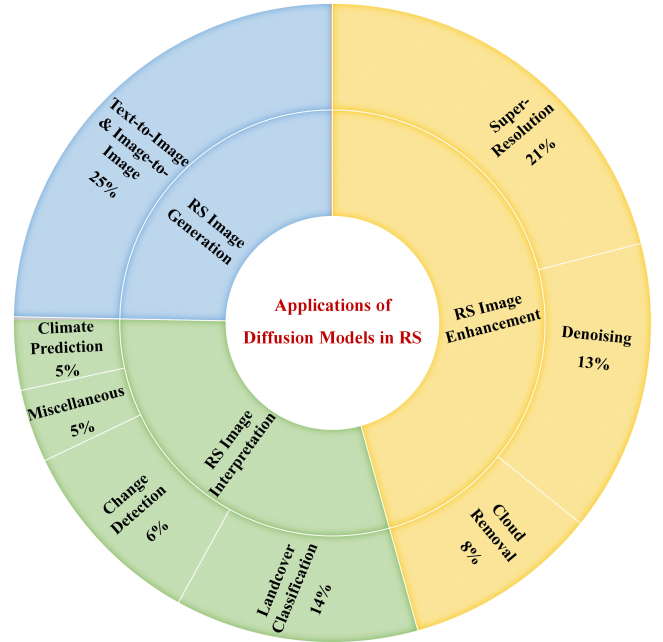 Applications of
Diffusion Models in RS
RS Image
Generation
Text-to-Image
& Image-to-
Image
25%
RS Image
Enhancement
Super-
Resolution
21%
Denoising
13%
Cloud
Removal
8%
RS Image
Interpretation
Landcover
Classification
14%
Change
Detection
6%
Miscellaneous
5%
Climate
Prediction
5%